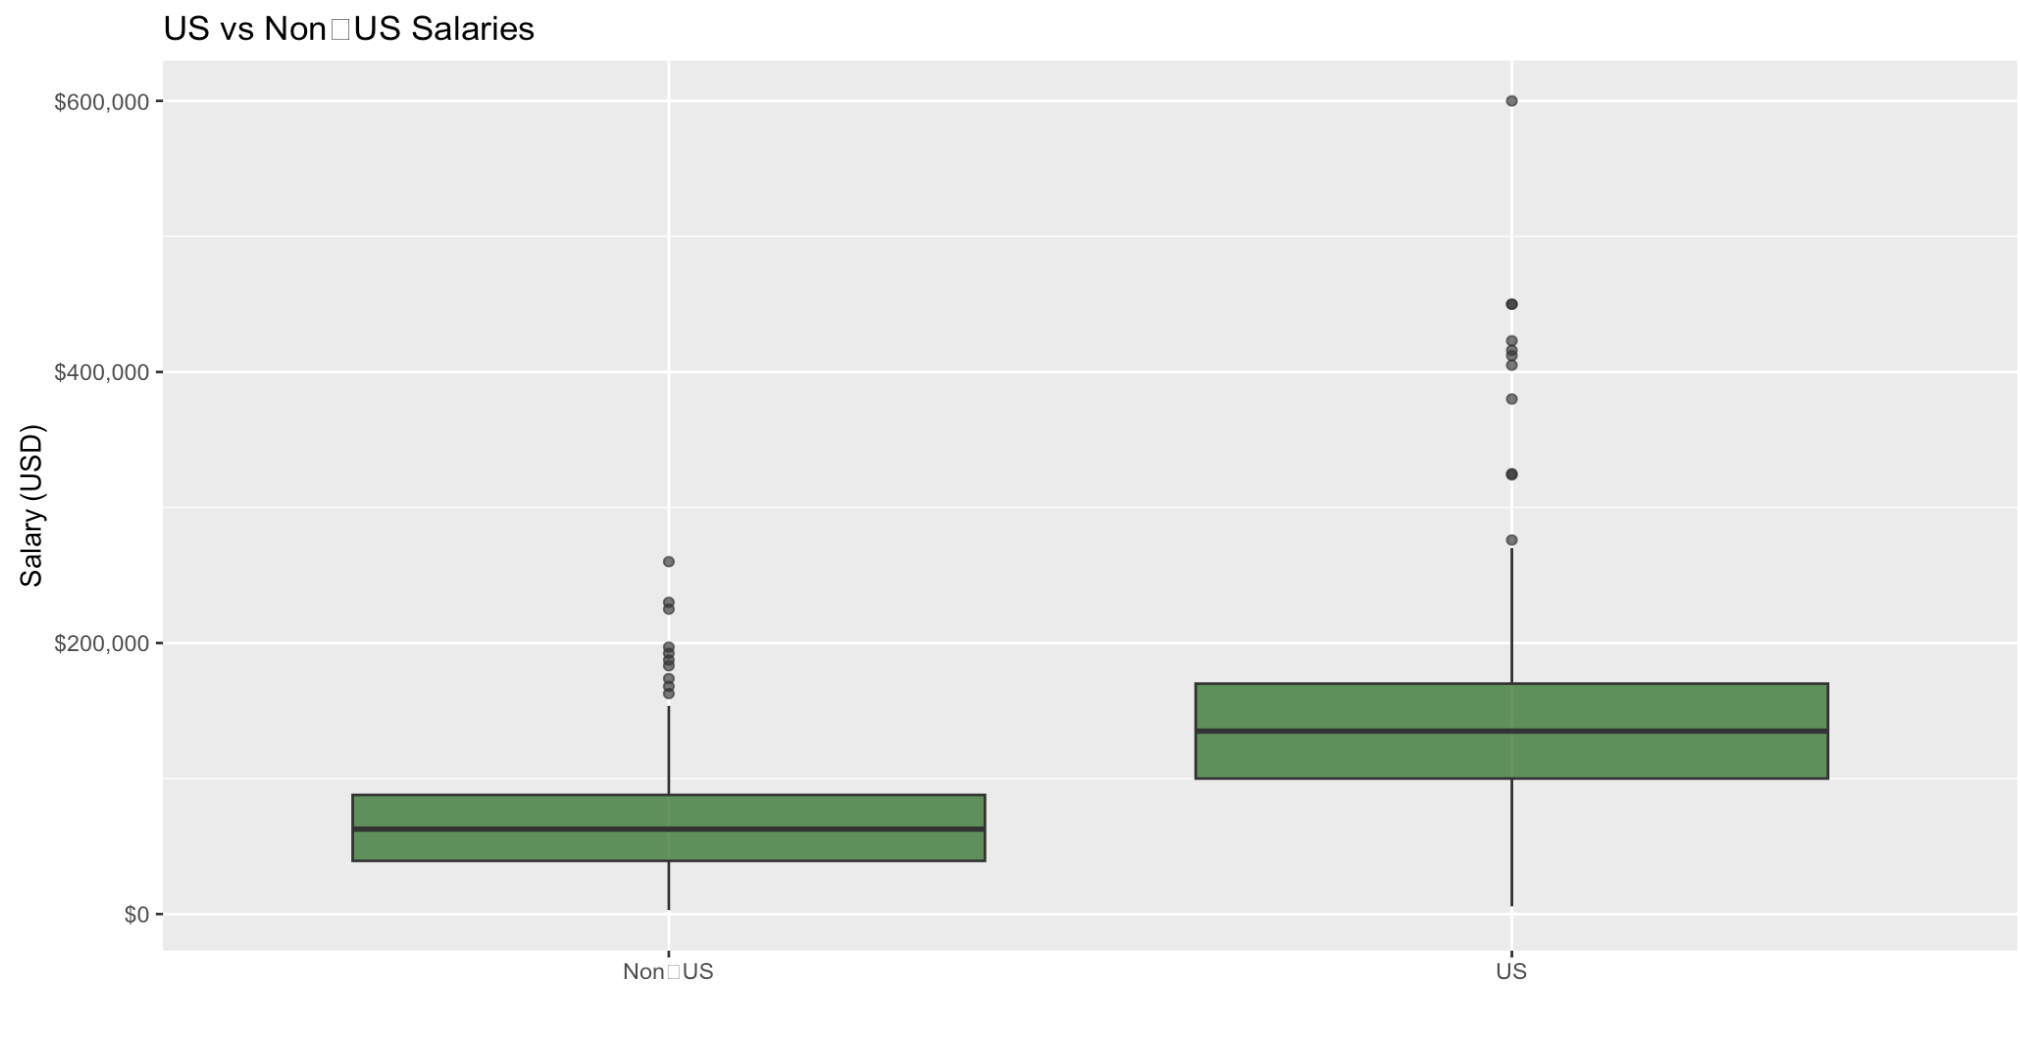 US vs Non□US Salaries
$600,000
$400,000
$200,000
$0
Salary (USD)
Non□US
US